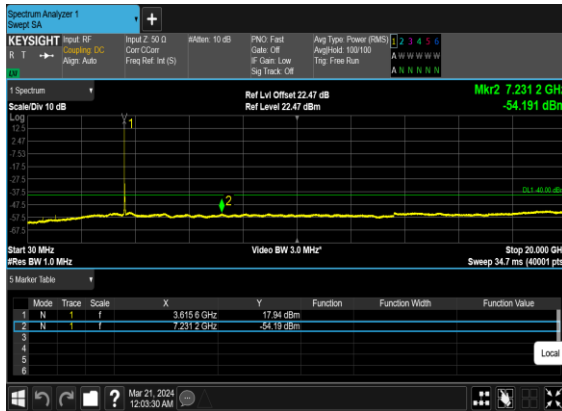 Spectrum Analyzer 1
Swept SA
+
KEYSIGHT Input: RF Input Z: 50 Ω #Atten: 10 dB PNO: Fast Avg Type: Power (RMS) 1 2 3 4 5 6
R T Coupling: DC Corr CCorr Gate: Off Avg|Hold: 100/100 A W W W W W
Align: Auto Freq Ref: Int (S) IF Gain: Low Trig: Free Run
Sig Track: Off A N N N N N
1 Spectrum
Scale/Div 10 dB
Ref Lvl Offset 22.47 dB
Ref Level 22.47 dBm
Mkr2 7.231 2 GHz
-54.191 dBm
Log
12.5
2.47
-7.53
-17.5
-27.5
-37.5
-47.5
-57.5
-67.5
1
2
DL1 -40.00 dBm
Start 30 MHz Video BW 3.0 MHz* Stop 20.000 GHz
#Res BW 1.0 MHz Sweep 34.7 ms (40001 pts)
5 Marker Table
Mode Trace Scale X Y Function Function Width Function Value
1 N 1 f 3.615 6 GHz 17.94 dBm
2 N 1 f 7.231 2 GHz -54.19 dBm
3
4
5
6
Local
?
Mar 21, 2024
12:03:30 AM